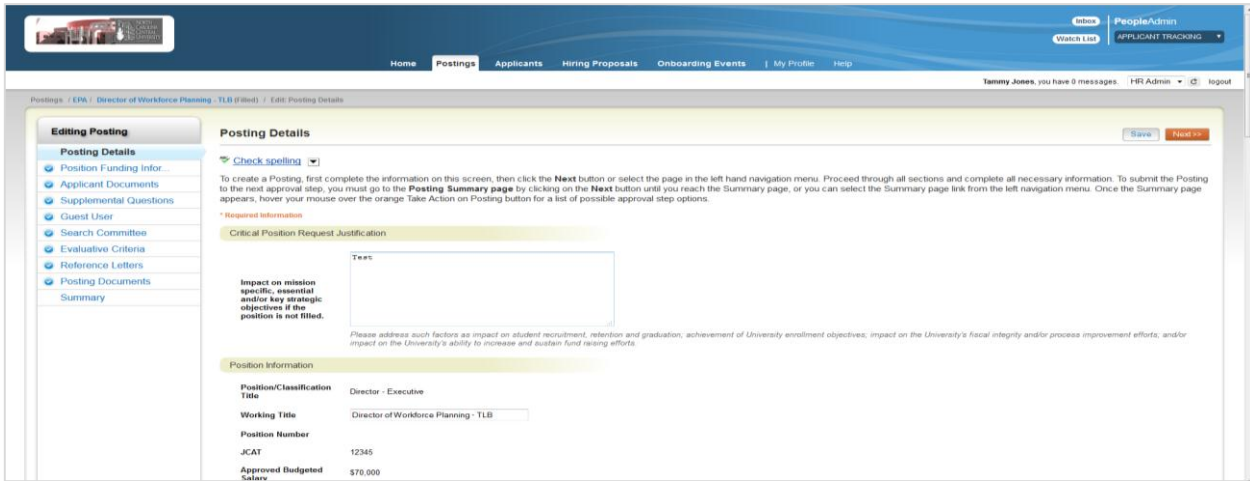 NORTH
CAROLINA
CENTRAL
UNIVERSITY
Inbox
PeopleAdmin
Watch List
APPLICANT TRACKING
Home Postings Applicants Hiring Proposals Onboarding Events | My Profile Help
Tammy Jones, you have 0 messages. HR Admin logout
Postings / EPA / Director of Workforce Planning - TLB (Filled) / Edit: Posting Details
Editing Posting
Posting Details
Position Funding Infor...
Applicant Documents
Supplemental Questions
Guest User
Search Committee
Evaluative Criteria
Reference Letters
Posting Documents
Summary
Posting Details
Save Next >>
Check spelling
To create a Posting, first complete the information on this screen, then click the Next button or select the page in the left hand navigation menu. Proceed through all sections and complete all necessary information. To submit the Posting
to the next approval step, you must go to the Posting Summary page by clicking on the Next button until you reach the Summary page, or you can select the Summary page link from the left navigation menu. Once the Summary page
appears, hover your mouse over the orange Take Action on Posting button for a list of possible approval step options.
* Required Information
Critical Position Request Justification
Test
Impact on mission
specific, essential
and/or key strategic
objectives if the
position is not filled.
Please address such factors as impact on student recruitment, retention and graduation; achievement of University enrollment objectives; impact on the University's fiscal integrity and/or process improvement efforts; and/or
impact on the University's ability to increase and sustain fund raising efforts
Position Information
Position/Classification
Title
Director - Executive
Working Title
Director of Workforce Planning - TLB
Position Number
JCAT
12345
Approved Budgeted
Salary
$70,000